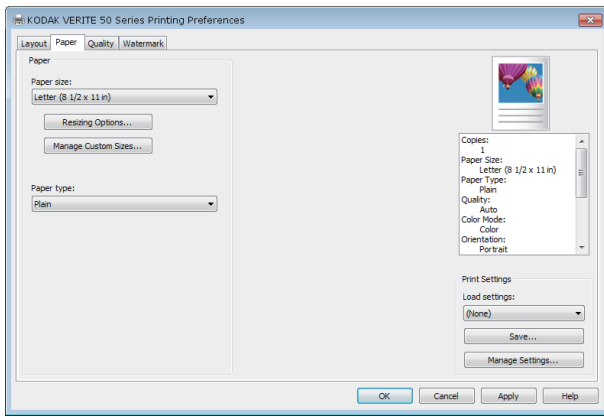 KODAK VERITE 50 Series Printing Preferences
Layout Paper Quality Watermark
Paper
Paper size:
Letter (8 1/2 x 11 in)
Resizing Options...
Manage Custom Sizes...
Paper type:
Plain
Copies:
1
Paper Size:
Letter (8 1/2 x 11 in)
Paper Type:
Plain
Quality:
Auto
Color Mode:
Color
Orientation:
Portrait
Print Settings
Load settings:
(None)
Save...
Manage Settings...
OK Cancel Apply Help